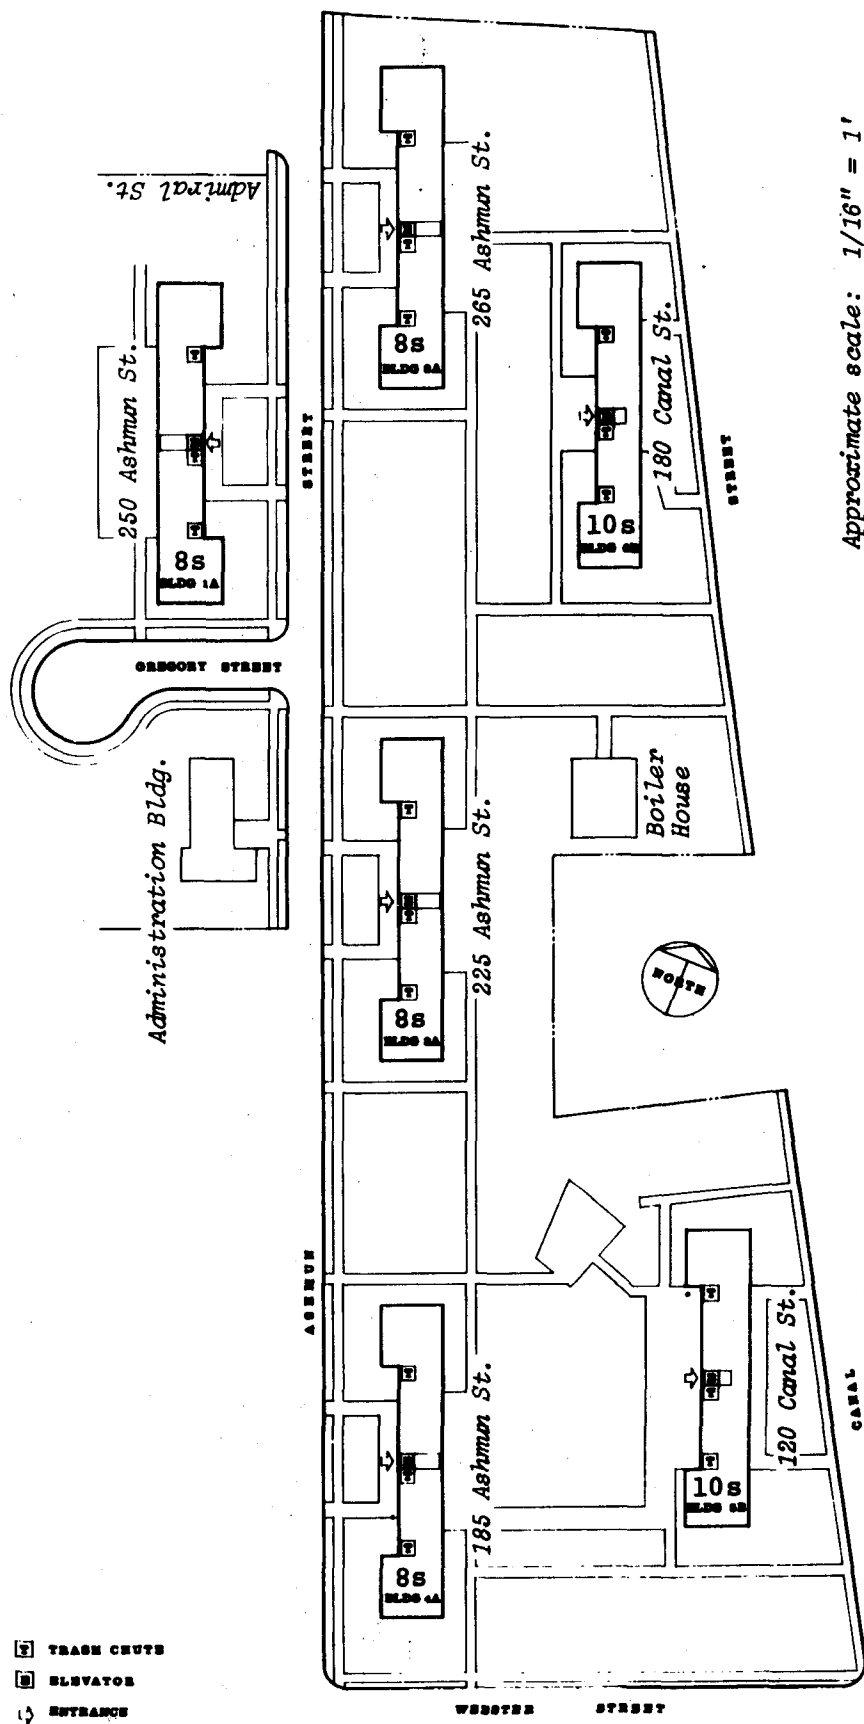 Admiral St.
250 Ashmun St.
8s
BLDG 1A
STREET
265 Ashmun St.
8s
180 Canal St.
10s
STREET
Approximate scale: 1/16" = 1'
GREGORY STREET
Administration Bldg.
225 Ashmun St.
8s
Boiler
House
NORTH
ASHMUN
185 Ashmun St.
8s
BLDG 4A
120 Canal St.
10s
CANAL
T TRASH CHUTE
E ELEVATOR
ENTRANCE
WEBSTER STREET